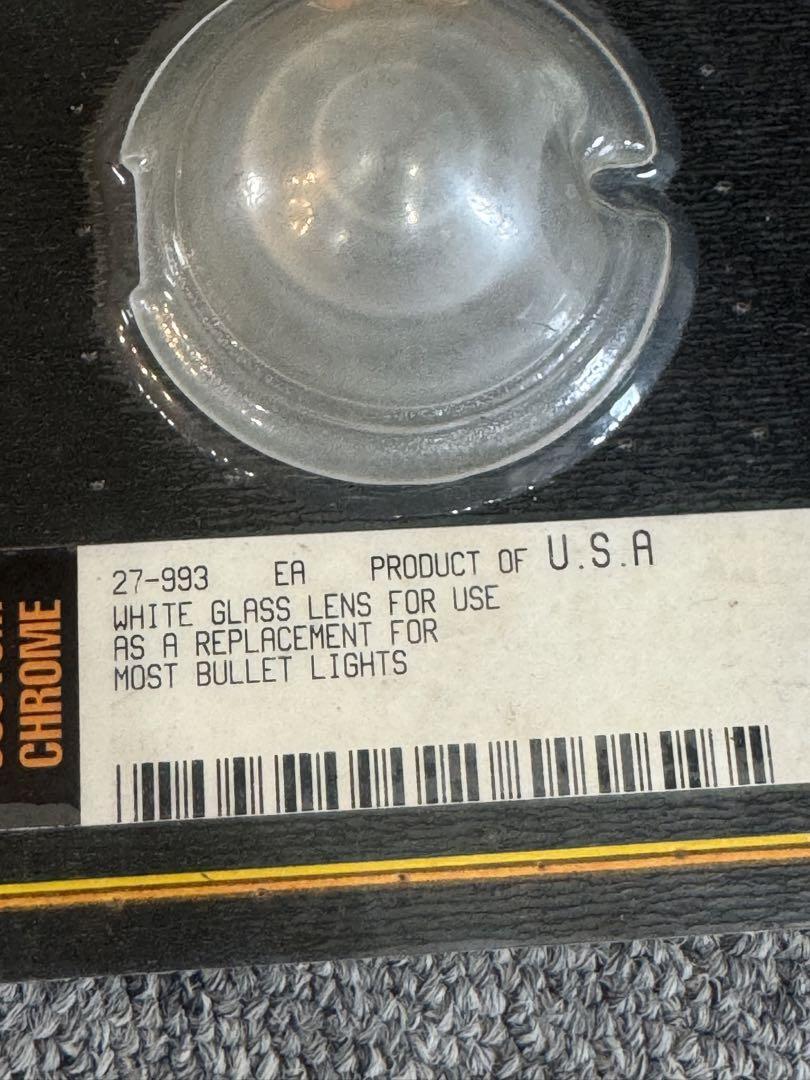 27-993 EA PRODUCT OF U.S.A
WHITE GLASS LENS FOR USE
AS A REPLACEMENT FOR
MOST BULLET LIGHTS
CHROME